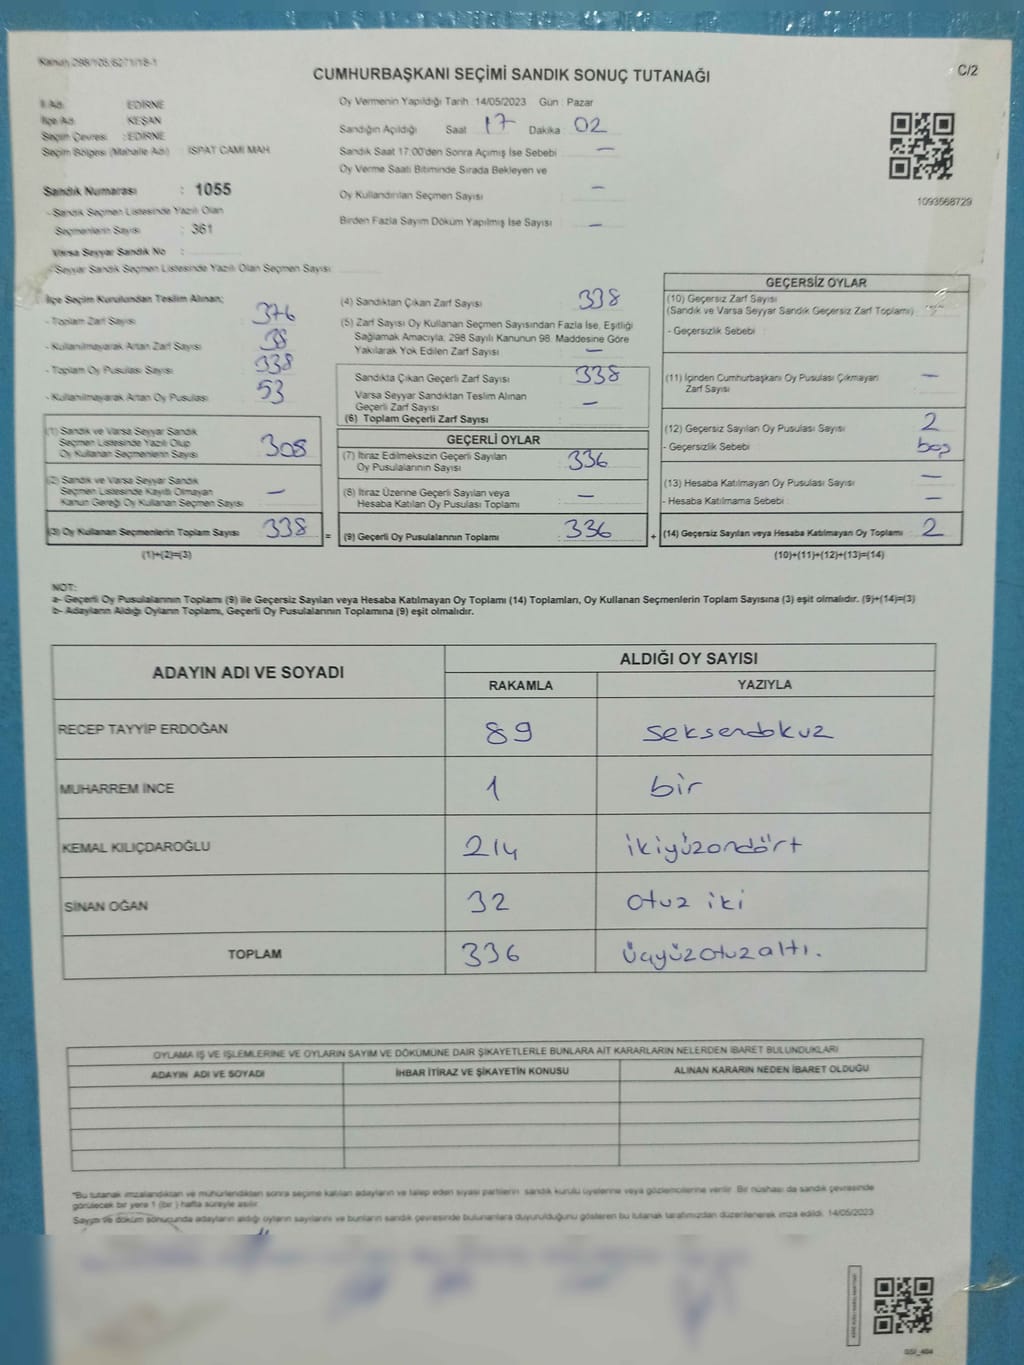 Kanun 298/105/6271/18-1
CUMHURBAŞKANI SEÇİMİ SANDIK SONUÇ TUTANAĞI
C/2
İl Adı : EDİRNE
İlçe Adı : KEŞAN
Seçim Çevresi : EDİRNE
Seçim Bölgesi (Mahalle Adı) : İSPAT CAMİ MAH
Sandık Numarası : 1055
- Sandık Seçmen Listesinde Yazılı Olan
Seçmenlerin Sayısı : 361
Varsa Seyyar Sandık No :
- Seyyar Sandık Seçmen Listesinde Yazılı Olan Seçmen Sayısı
Oy Vermenin Yapıldığı Tarih : 14/05/2023 Gün : Pazar
Sandığın Açıldığı Saat 17 Dakika 02
Sandık Saat 17:00'den Sonra Açımış İse Sebebi —
Oy Verme Saati Bitiminde Sırada Bekleyen ve
Oy Kullandırılan Seçmen Sayısı —
Birden Fazla Sayım Döküm Yapılmış İse Sayısı —
1093568729
İlçe Seçim Kurulundan Teslim Alınan;
- Toplam Zarf Sayısı 376
- Kullanılmayarak Artan Zarf Sayısı 38
- Toplam Oy Pusulası Sayısı 338
- Kullanılmayarak Artan Oy Pusulası 53
(1) Sandık ve Varsa Seyyar Sandık
Seçmen Listesinde Yazılı Olup
Oy Kullanan Seçmenlerin Sayısı 308
(2) Sandık ve Varsa Seyyar Sandık
Seçmen Listesinde Kayıtlı Olmayan
Kanun Gereği Oy Kullanan Seçmen Sayısı —
(3) Oy Kullanan Seçmenlerin Toplam Sayısı 338 =
(1)+(2)=(3)
(4) Sandıktan Çıkan Zarf Sayısı 338
(5) Zarf Sayısı Oy Kullanan Seçmen Sayısından Fazla İse, Eşitliği
Sağlamak Amacıyla; 298 Sayılı Kanunun 98. Maddesine Göre
Yakılarak Yok Edilen Zarf Sayısı —
Sandıkta Çıkan Geçerli Zarf Sayısı 338
Varsa Seyyar Sandıktan Teslim Alınan
Geçerli Zarf Sayısı —
(6) Toplam Geçerli Zarf Sayısı
GEÇERLİ OYLAR
(7) İtiraz Edilmeksizin Geçerli Sayılan
Oy Pusulalarının Sayısı 336
(8) İtiraz Üzerine Geçerli Sayılan veya
Hesaba Katılan Oy Pusulası Toplamı —
(9) Geçerli Oy Pusulalarının Toplamı 336 +
GEÇERSİZ OYLAR
(10) Geçersiz Zarf Sayısı
(Sandık ve Varsa Seyyar Sandık Geçersiz Zarf Toplamı)
- Geçersizlik Sebebi :
(11) İçinden Cumhurbaşkanı Oy Pusulası Çıkmayan
Zarf Sayısı —
(12) Geçersiz Sayılan Oy Pusulası Sayısı 2
- Geçersizlik Sebebi : boş
(13) Hesaba Katılmayan Oy Pusulası Sayısı —
- Hesaba Katılmama Sebebi : —
(14) Geçersiz Sayılan veya Hesaba Katılmayan Oy Toplamı 2
(10)+(11)+(12)+(13)=(14)
NOT:
a- Geçerli Oy Pusulalarının Toplamı (9) ile Geçersiz Sayılan veya Hesaba Katılmayan Oy Toplamı (14) Toplamları, Oy Kullanan Seçmenlerin Toplam Sayısına (3) eşit olmalıdır. (9)+(14)=(3)
b- Adayların Aldığı Oyların Toplamı, Geçerli Oy Pusulalarının Toplamına (9) eşit olmalıdır.
ADAYIN ADI VE SOYADI
ALDIĞI OY SAYISI
RAKAMLA YAZIYLA
RECEP TAYYİP ERDOĞAN 89 seksendokuz
MUHARREM İNCE 1 bir
KEMAL KILIÇDAROĞLU 214 ikiyüzondört
SİNAN OĞAN 32 otuz iki
TOPLAM 336 üçyüzotuzaltı.
OYLAMA İŞ VE İŞLEMLERİNE VE OYLARIN SAYIM VE DÖKÜMÜNE DAİR ŞİKAYETLERLE BUNLARA AİT KARARLARIN NELERDEN İBARET BULUNDUKLARI
ADAYIN ADI VE SOYADI İHBAR İTİRAZ VE ŞİKAYETİN KONUSU ALINAN KARARIN NEDEN İBARET OLDUĞU
*Bu tutanak imzalandıktan ve mühürlendikten sonra seçime katılan adayların ve talep eden siyasi partilerin sandık kurulu üyelerine veya gözlemcilerine verilir. Bir nüshası da sandık çevresinde
görülecek bir yere 1 (bir) hafta süreyle asılır.
Sayım ve döküm sonucunda adayların aldığı oyların sayılarını ve bunların sandık çevresinde bulunanlara duyurulduğunu gösteren bu tutanak tarafımızdan düzenlenerek imza edildi. 14/05/2023